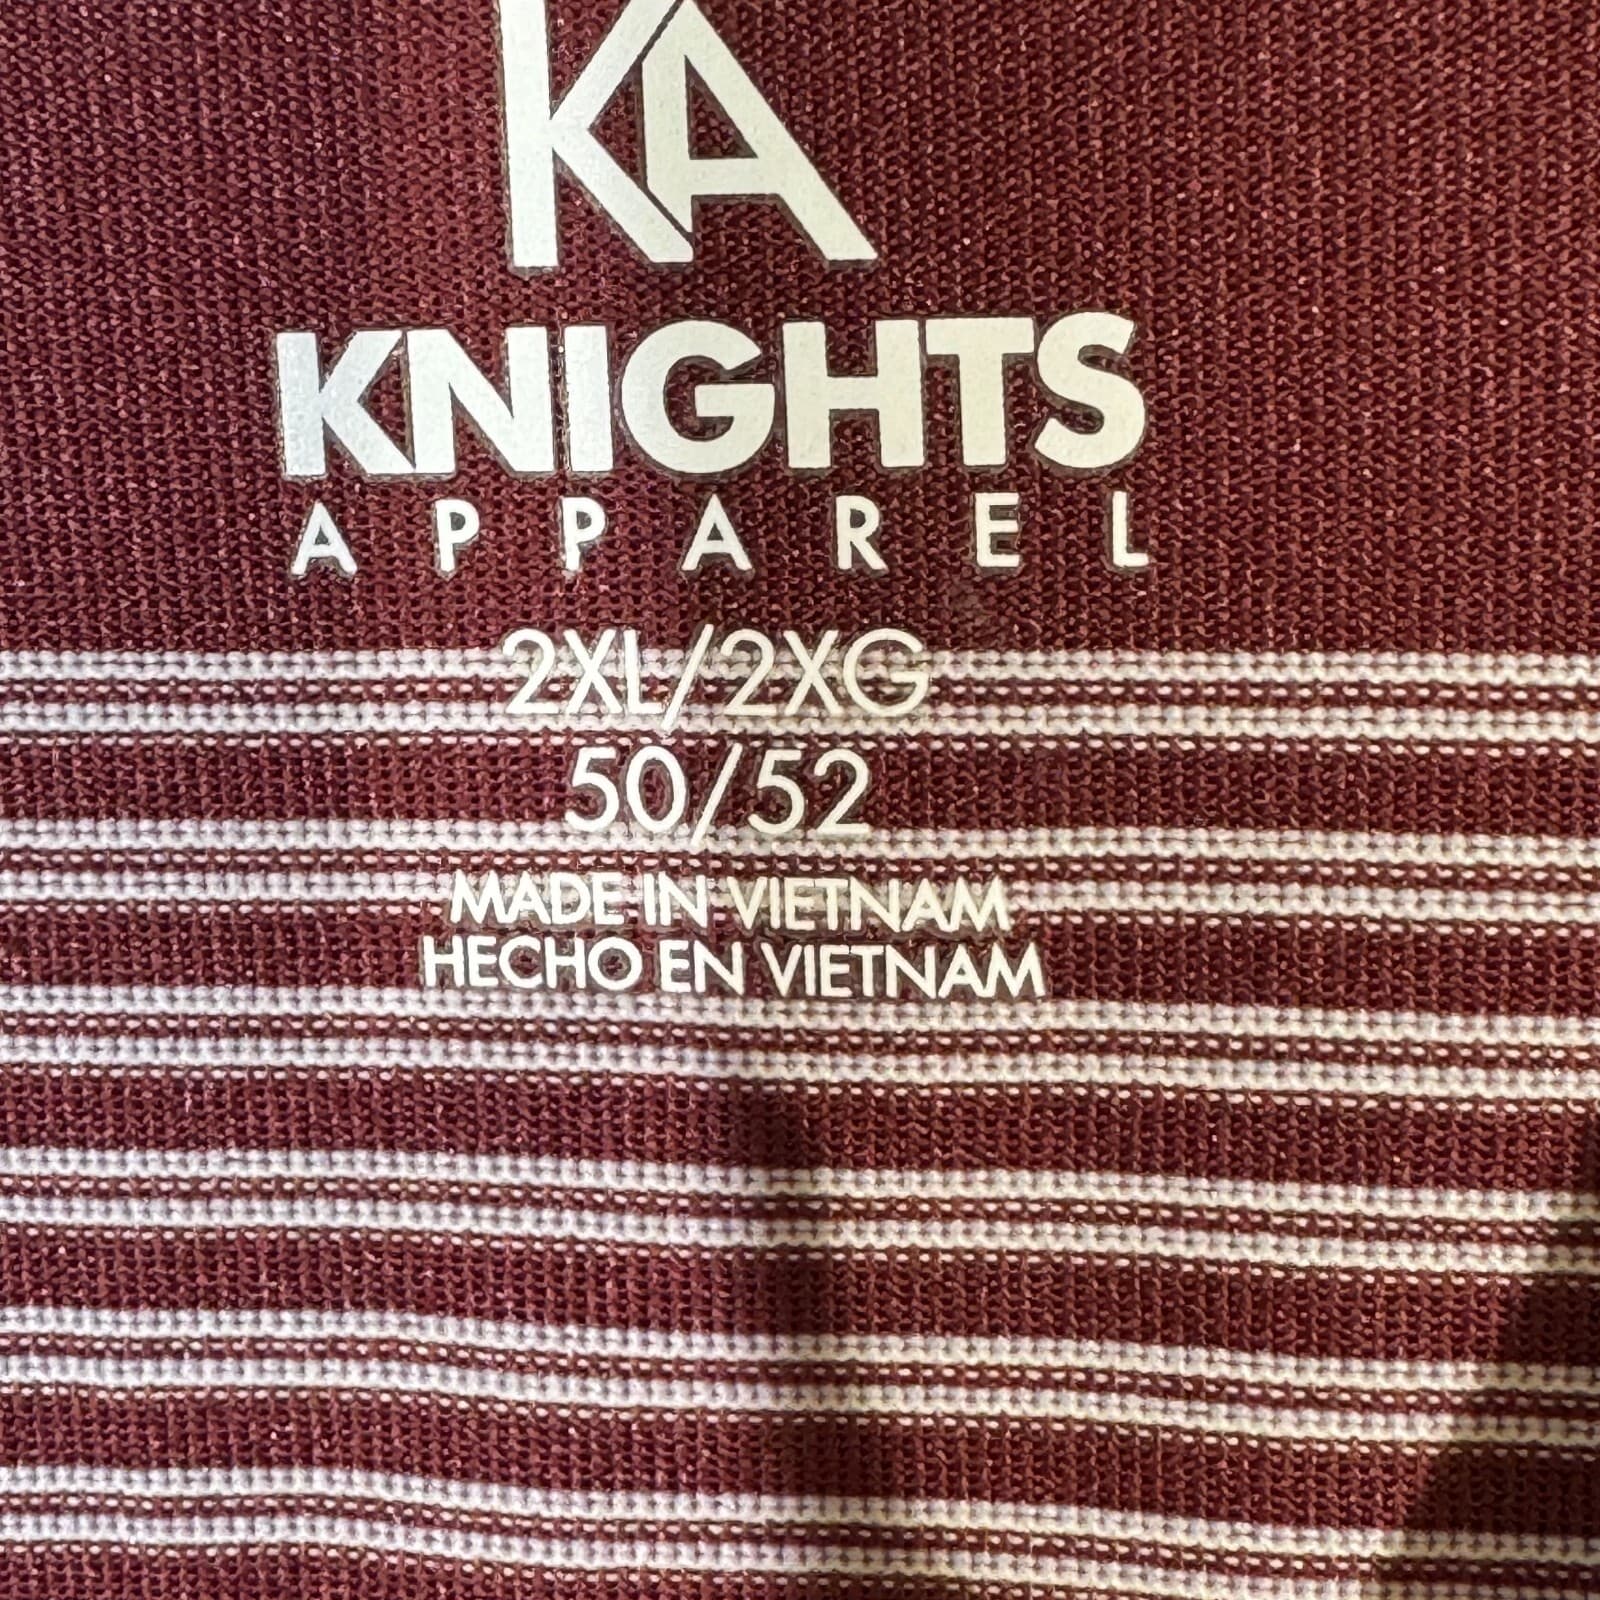 KA
KNIGHTS
APPAREL
2XL/2XG
50/52
MADE IN VIETNAM
HECHO EN VIETNAM